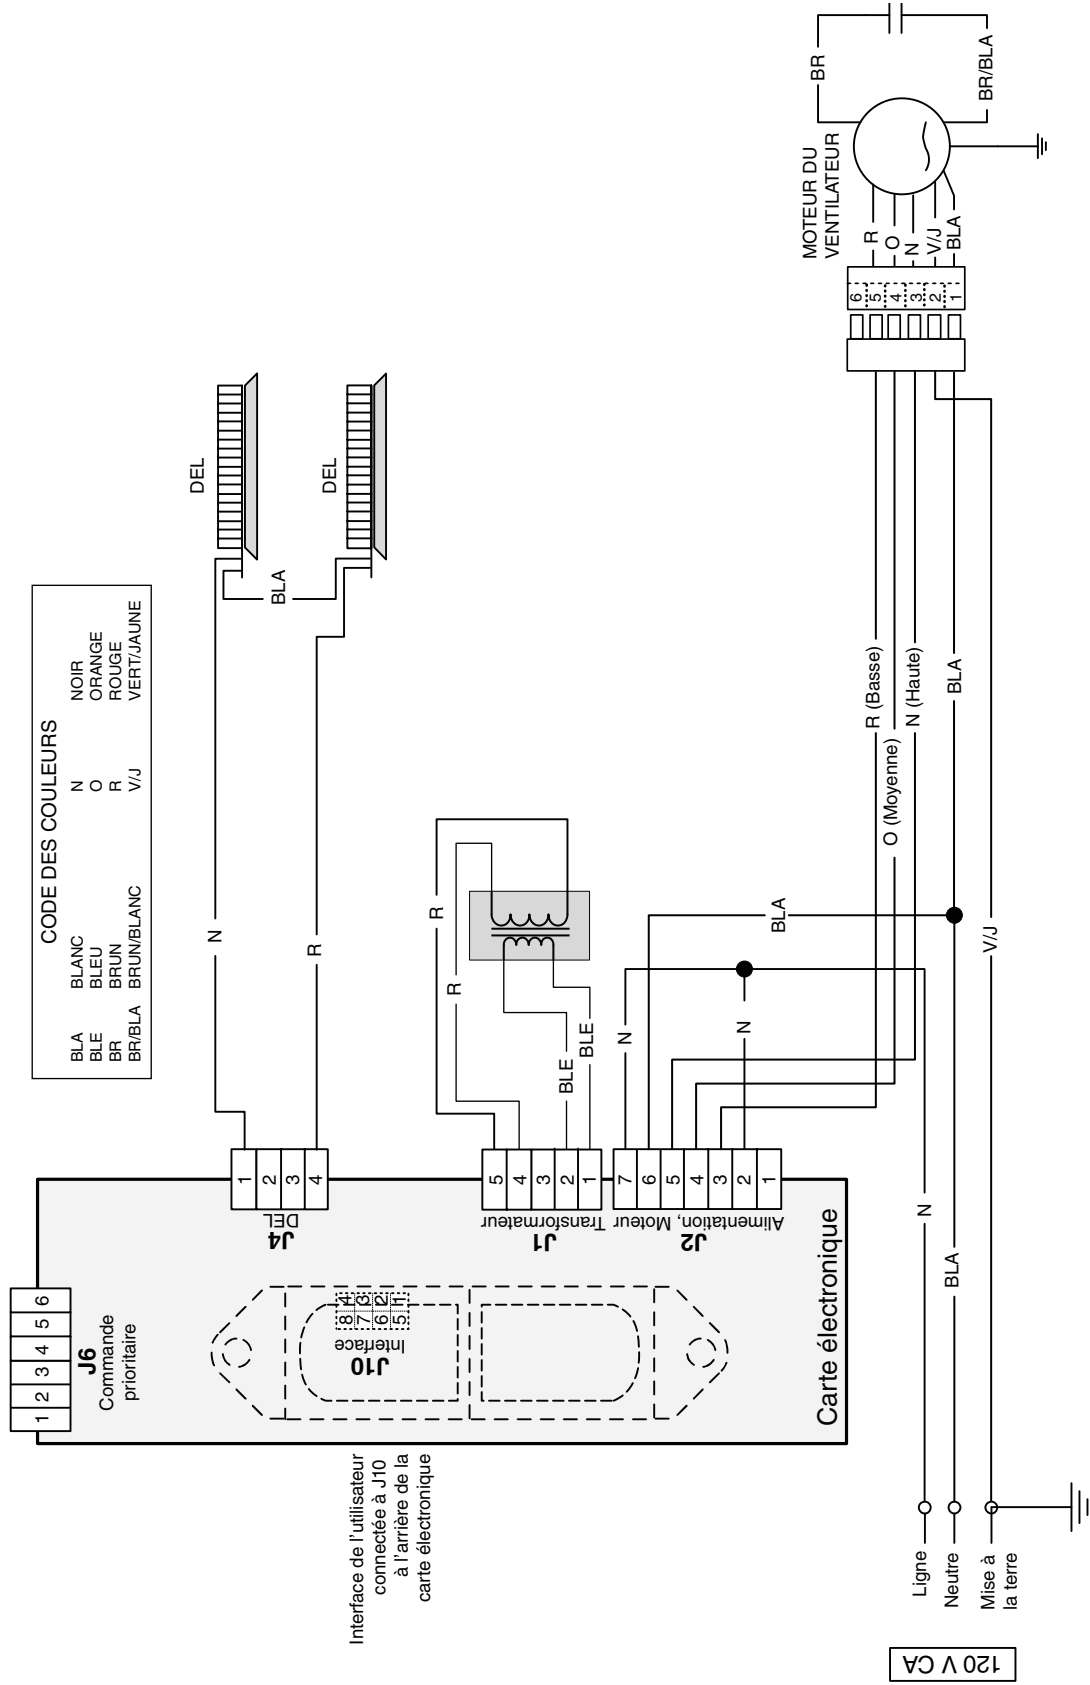 CODE DES COULEURS
BLA BLANC N NOIR
BLE BLEU O ORANGE
BR BRUN R ROUGE
BR/BLA BRUN/BLANC V/J VERT/JAUNE
1 2 3 4 5 6
J6
Commande
prioritaire
Interface de l'utilisateur
connectée à J10
à l'arrière de la
carte électronique
J10
Interface
8 7 6 5
4 3 2 1
J4
DEL
1
2
3
4
N
R
BLA
DEL
DEL
J1
Transformateur
5
4
3
2
1
R
R
BLE
BLE
J2
Alimentation, Moteur
7
6
5
4
3
2
1
N
BLA
N
Carte électronique
R (Basse)
O (Moyenne)
N (Haute)
BLA
V/J
N
BLA
120 V CA
Ligne
Neutre
Mise à
la terre
6
5
4
3
2
1
R
O
N
V/J
BLA
MOTEUR DU
VENTILATEUR
BR
BR/BLA